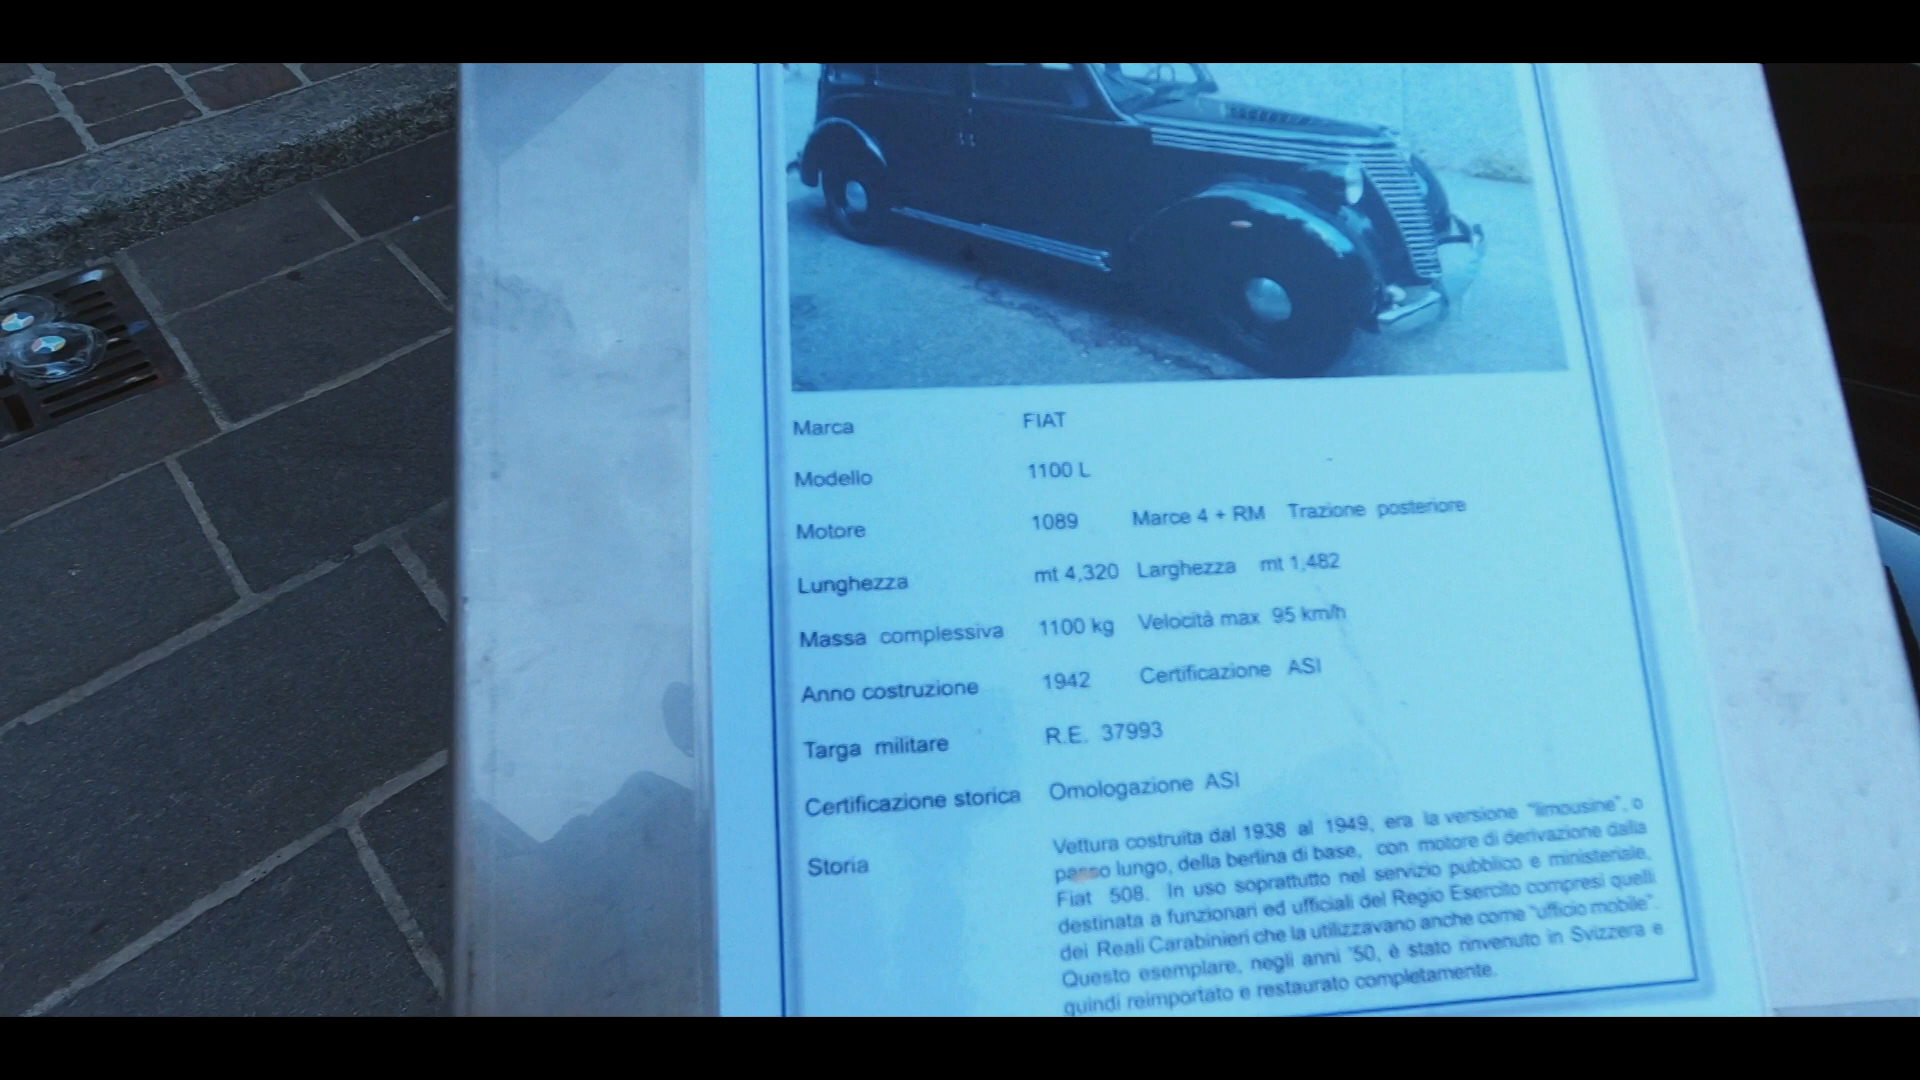 Marca FIAT
Modello 1100 L
Motore 1089 Marce 4 + RM Trazione posteriore
Lunghezza mt 4,320 Larghezza mt 1,482
Massa complessiva 1100 kg Velocità max 95 km/h
Anno costruzione 1942 Certificazione ASI
Targa militare R.E. 37993
Certificazione storica Omologazione ASI
Storia Vettura costruita dal 1938 al 1949, era la versione "limousine", o
passo lungo, della berlina di base, con motore di derivazione dalla
Fiat 508. In uso soprattutto nel servizio pubblico e ministeriale,
destinata a funzionari ed ufficiali del Regio Esercito compresi quelli
dei Reali Carabinieri che la utilizzavano anche come "ufficio mobile".
Questo esemplare, negli anni '50, è stato rinvenuto in Svizzera e
quindi reimportato e restaurato completamente.